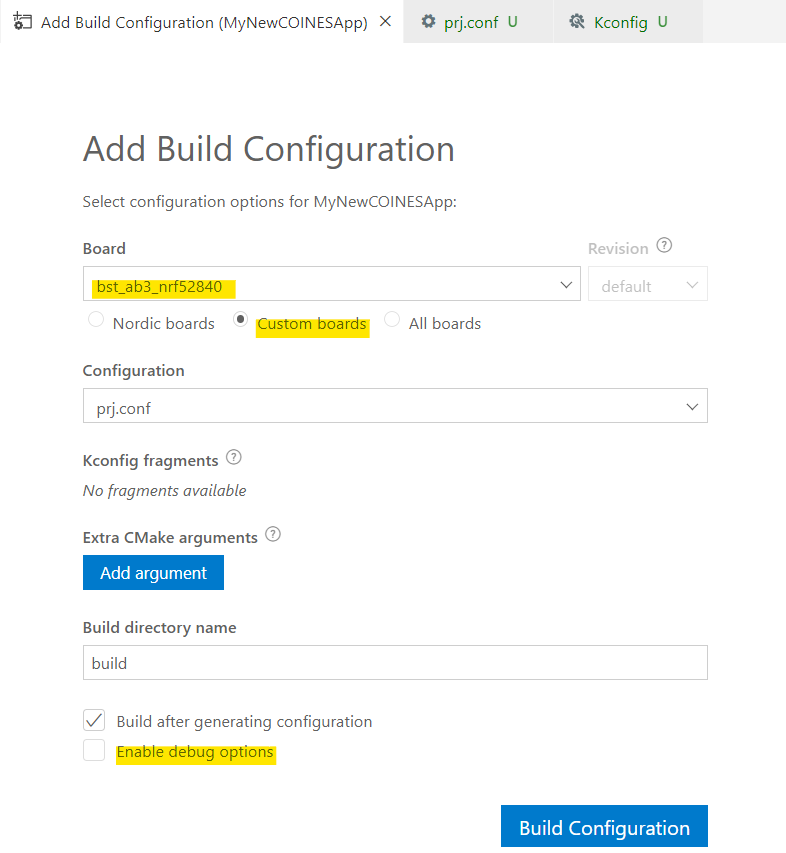 Add Build Configuration (MyNewCOINESApp)
prj.conf U
Kconfig U
Add Build Configuration
Select configuration options for MyNewCOINESApp:
Board
Revision ?
bst_ab3_nrf52840
default
Nordic boards
Custom boards
All boards
Configuration
prj.conf
Kconfig fragments ?
No fragments available
Extra CMake arguments ?
Add argument
Build directory name
build
Build after generating configuration
Enable debug options
Build Configuration